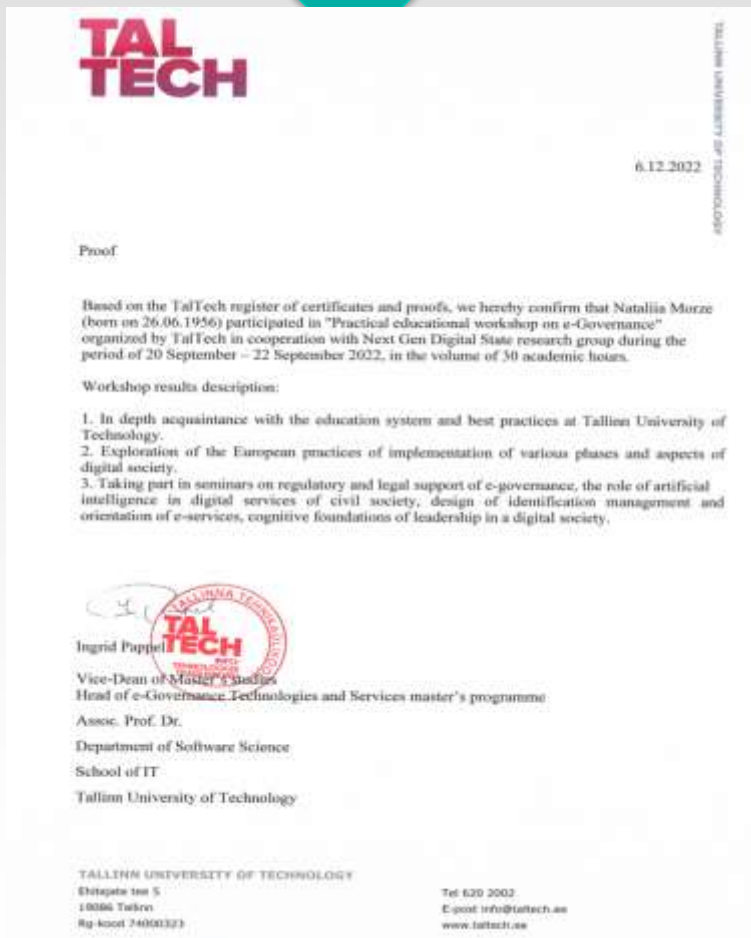 TAL
TECH
TALLINN UNIVERSITY OF TECHNOLOGY
6.12.2022
Proof
Based on the TalTech register of certificates and proofs, we hereby confirm that Nataliia Morze
(born on 26.06.1956) participated in "Practical educational workshop on e-Governance"
organized by TalTech in cooperation with Next Gen Digital State research group during the
period of 20 September – 22 September 2022, in the volume of 30 academic hours.
Workshop results description:
1. In depth acquaintance with the education system and best practices at Tallinn University of
Technology.
2. Exploration of the European practices of implementation of various phases and aspects of
digital society.
3. Taking part in seminars on regulatory and legal support of e-governance, the role of artificial
intelligence in digital services of civil society, design of identification management and
orientation of e-services, cognitive foundations of leadership in a digital society.
TALLINNA TEHNIKAÜLIKOOL
TAL
TECH
Ingrid Pappel
Vice-Dean of Master's studies
Head of e-Governance Technologies and Services master's programme
Assoc. Prof. Dr.
Department of Software Science
School of IT
Tallinn University of Technology
TALLINN UNIVERSITY OF TECHNOLOGY
Ehitajate tee 5
19086 Tallinn
Rg-kood 74000323
Tel 620 2002
E-post info@taltech.ee
www.taltech.ee